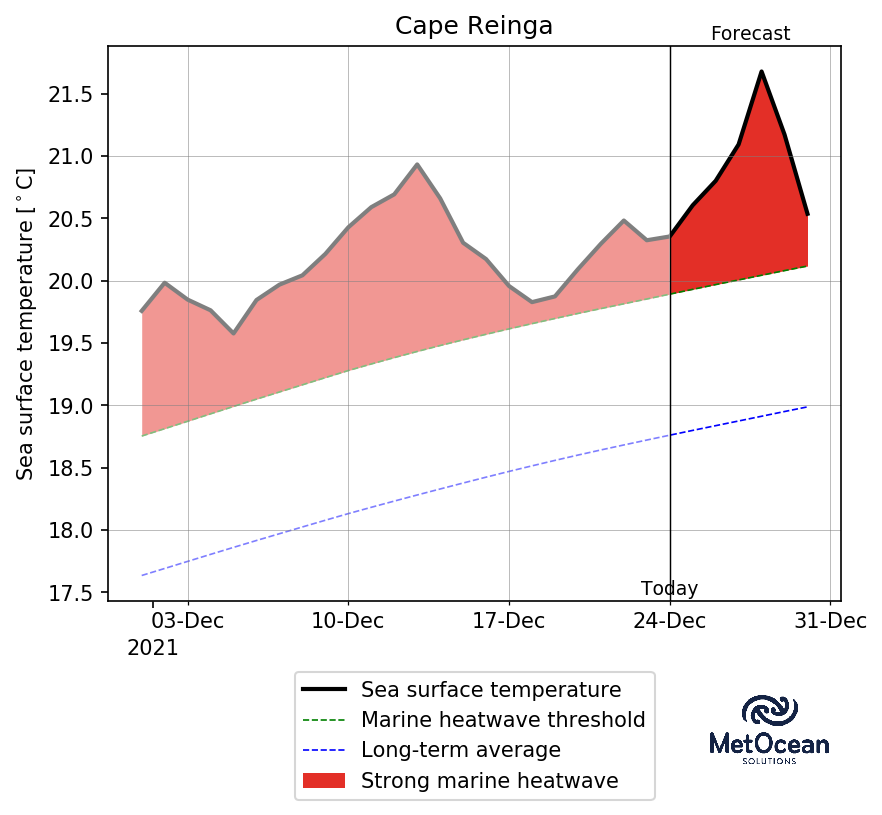 Cape Reinga
Forecast
Sea surface temperature [°C]
21.5
21.0
20.5
20.0
19.5
19.0
18.5
18.0
17.5
Today
03-Dec
10-Dec
17-Dec
24-Dec
31-Dec
2021
Sea surface temperature
Marine heatwave threshold
Long-term average
Strong marine heatwave
MetOcean
SOLUTIONS